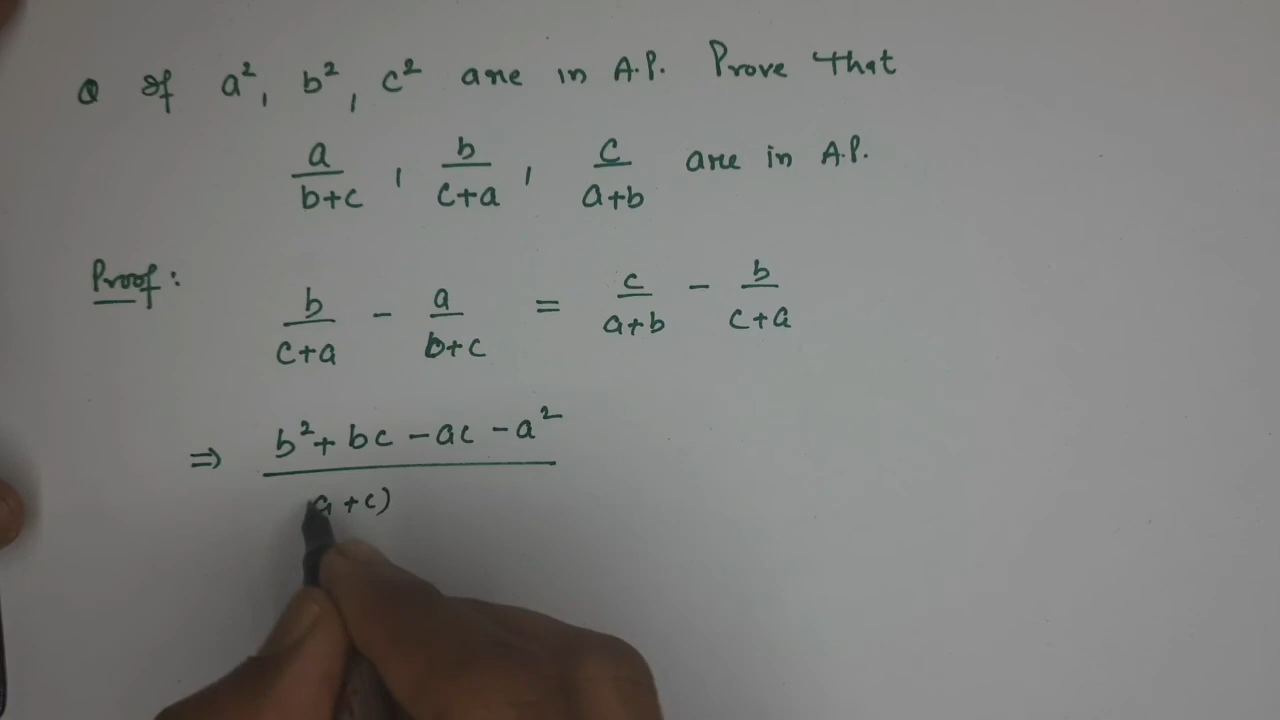 Q If a², b², c² are in A.P. Prove that
a/b+c , b/c+a , c/a+b are in A.P.
Proof :
b/c+a - a/b+c = c/a+b - b/c+a
⇒ b²+bc-ac-a²/a+c)